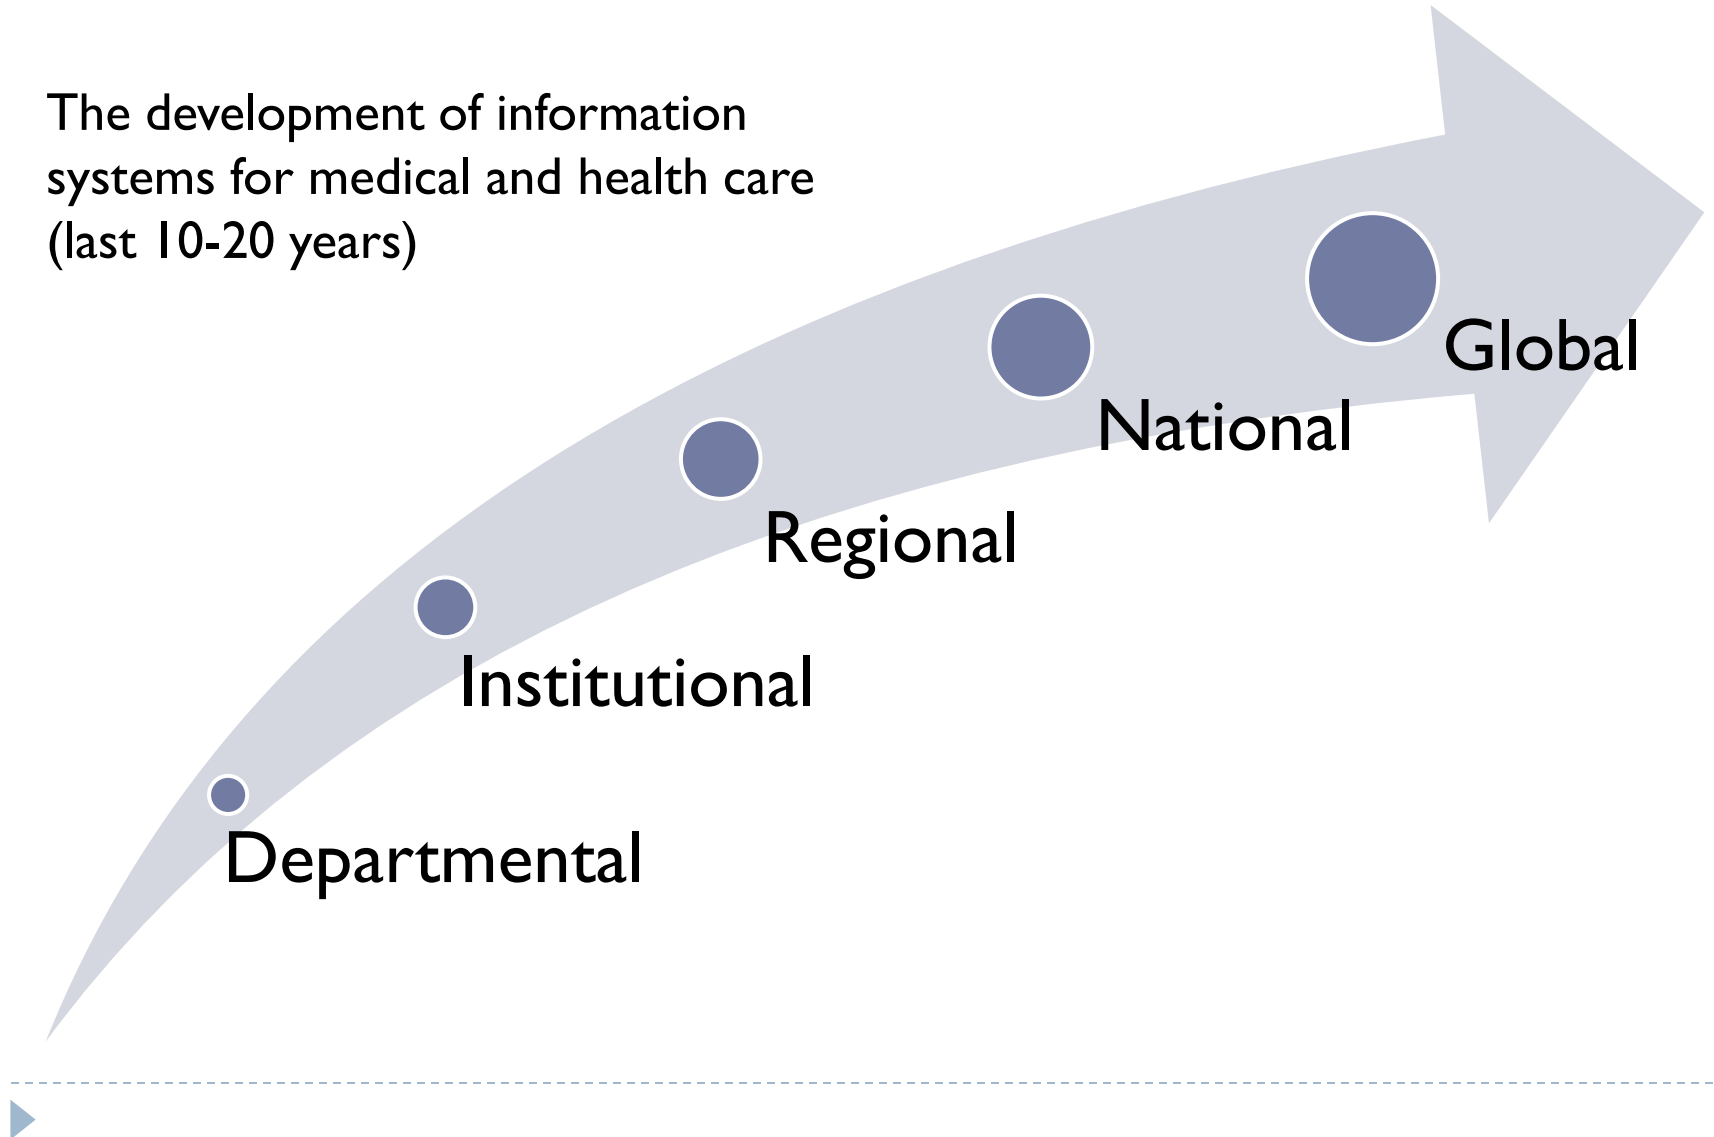 The development of information
systems for medical and health care
(last 10-20 years)
Global
National
Regional
Institutional
Departmental